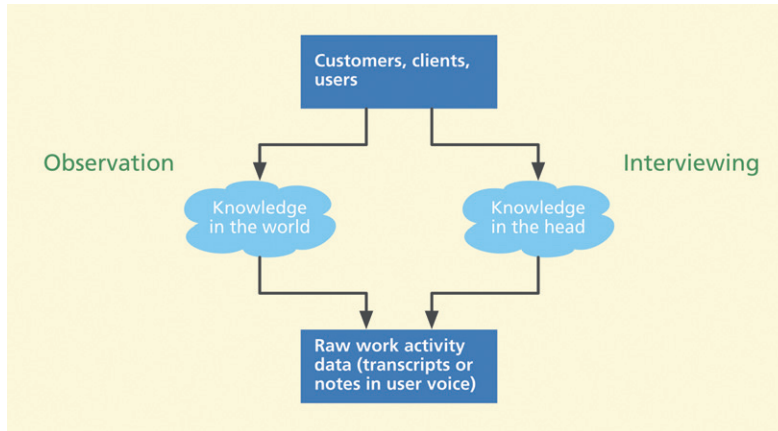 Customers, clients,
users
Observation
Interviewing
Knowledge
in the world
Knowledge
in the head
Raw work activity
data (transcripts or
notes in user voice)